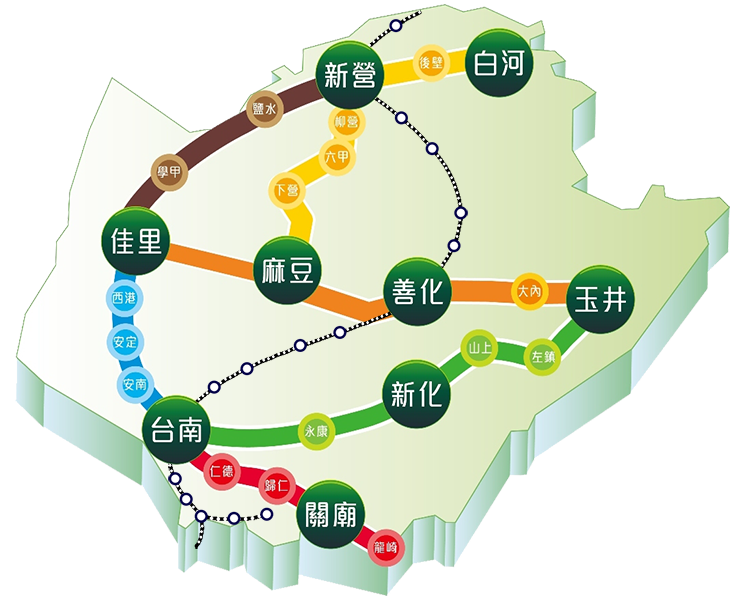 新營
後壁
白河
鹽水
柳營
六甲
學甲
下營
佳里
麻豆
善化
大內
玉井
西港
安定
安南
山上
左鎮
新化
台南
永康
仁德
歸仁
關廟
龍崎